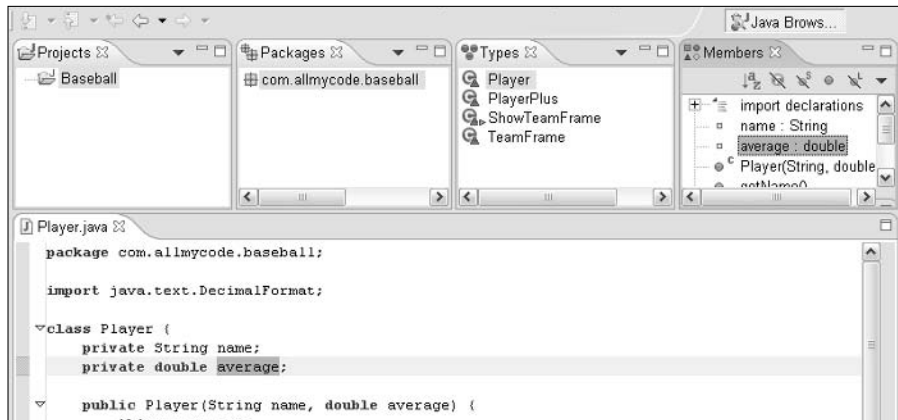 Java Brows...
Projects
Packages
Types
Members
Baseball
com.allmycode.baseball
Player
PlayerPlus
ShowTeamFrame
TeamFrame
import declarations
name : String
average : double
Player(String, double
getName()
Player.java
package com.allmycode.baseball;
import java.text.DecimalFormat;
class Player {
private String name;
private double average;
public Player(String name, double average) {